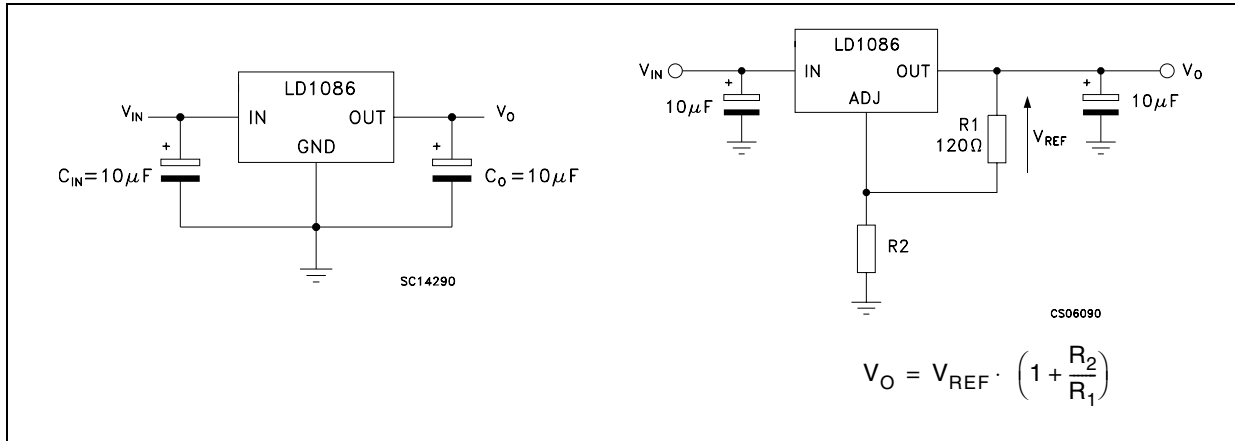 LD1086
V_IN
IN
OUT
V_O
GND
+
+
C_IN=10μF
C_O=10μF
SC14290
LD1086
V_IN
IN
OUT
V_O
ADJ
+
+
10μF
10μF
R1
120Ω
V_REF
R2
CS06090
V_O = V_REF · (1 + R_2/R_1)